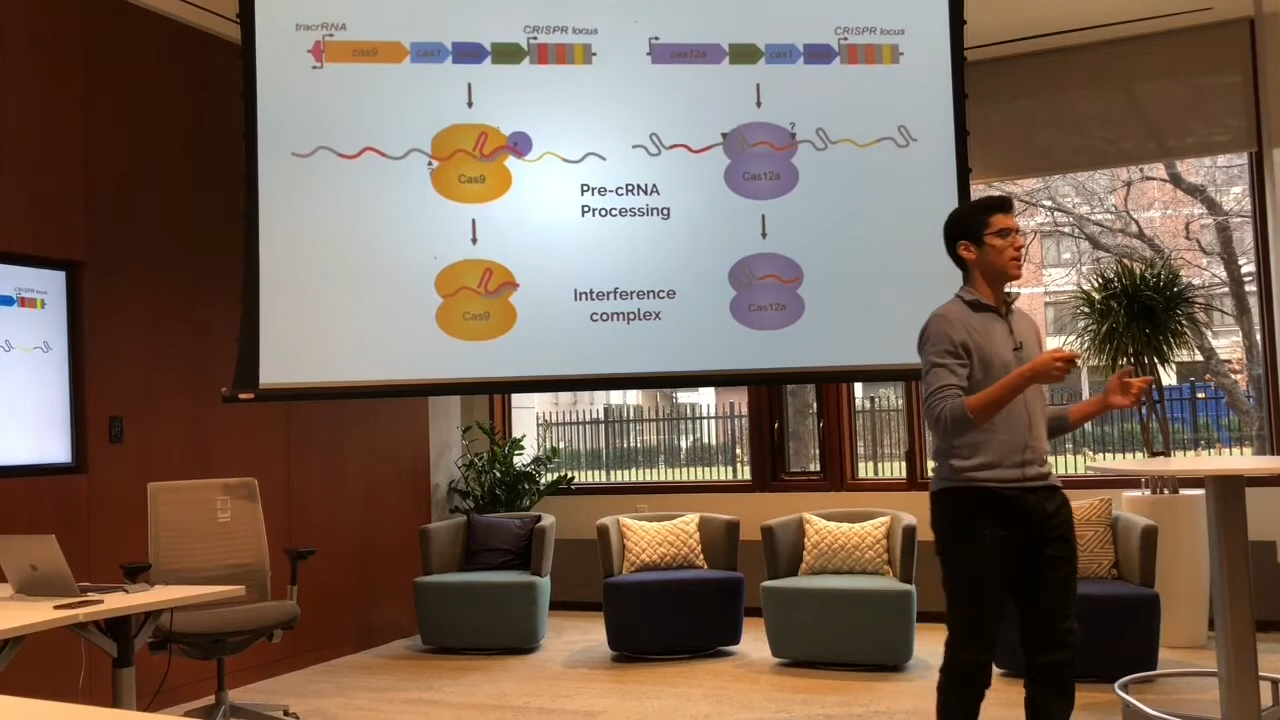 tracrRNA
CRISPR locus
cas9
cas1
CRISPR locus
cas12a
cas1
?
Cas9
Cas12a
?
Pre-cRNA
Processing
Cas9
Interference
complex
Cas12a
CRISPR locus